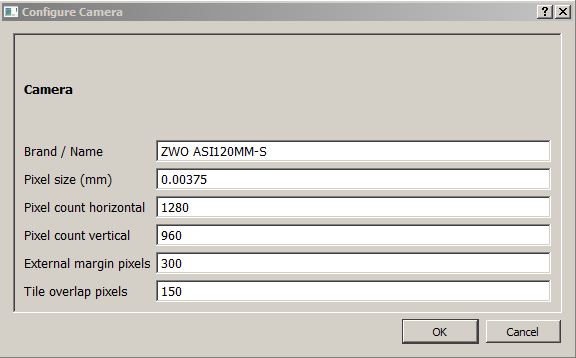 Configure Camera
Camera
Brand / Name ZWO ASI120MM-S
Pixel size (mm) 0.00375
Pixel count horizontal 1280
Pixel count vertical 960
External margin pixels 300
Tile overlap pixels 150
OK Cancel